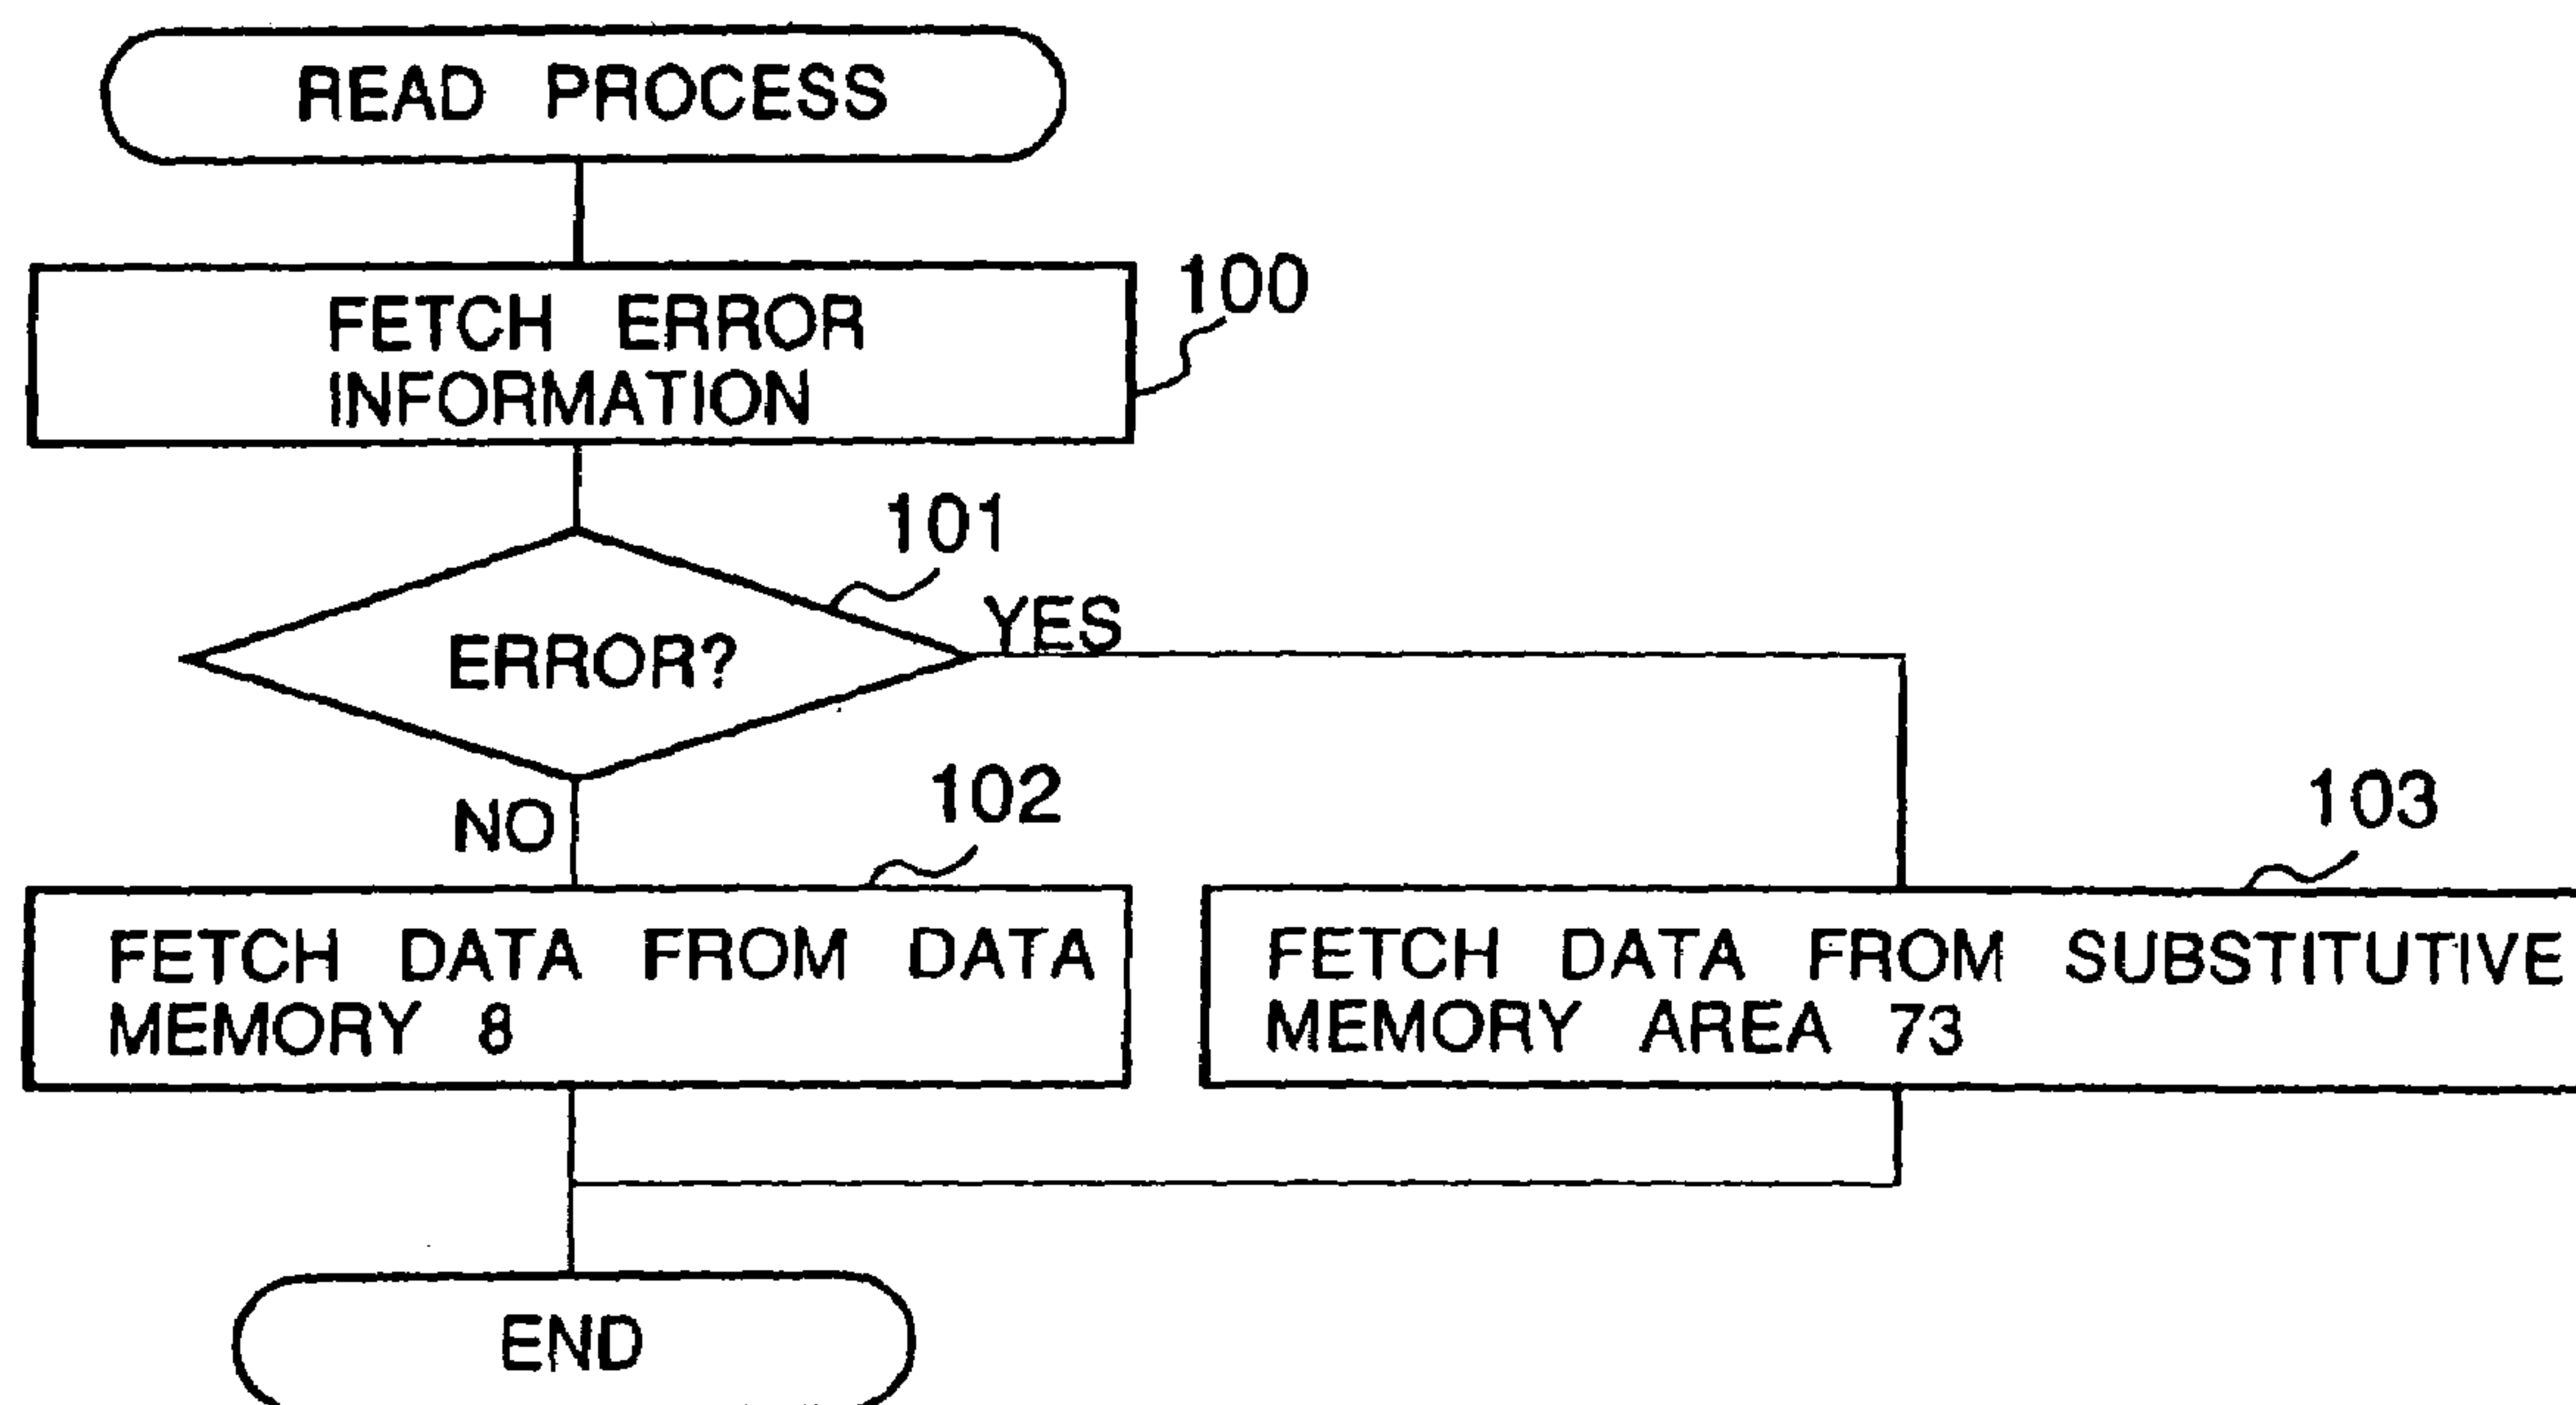 READ PROCESS
FETCH ERROR
INFORMATION
100
101
ERROR?
YES
NO
102
103
FETCH DATA FROM DATA
MEMORY 8
FETCH DATA FROM SUBSTITUTIVE
MEMORY AREA 73
END